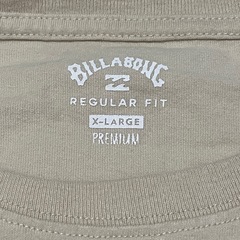 BILLABONG
REGULAR FIT
X-LARGE
PREMIUM